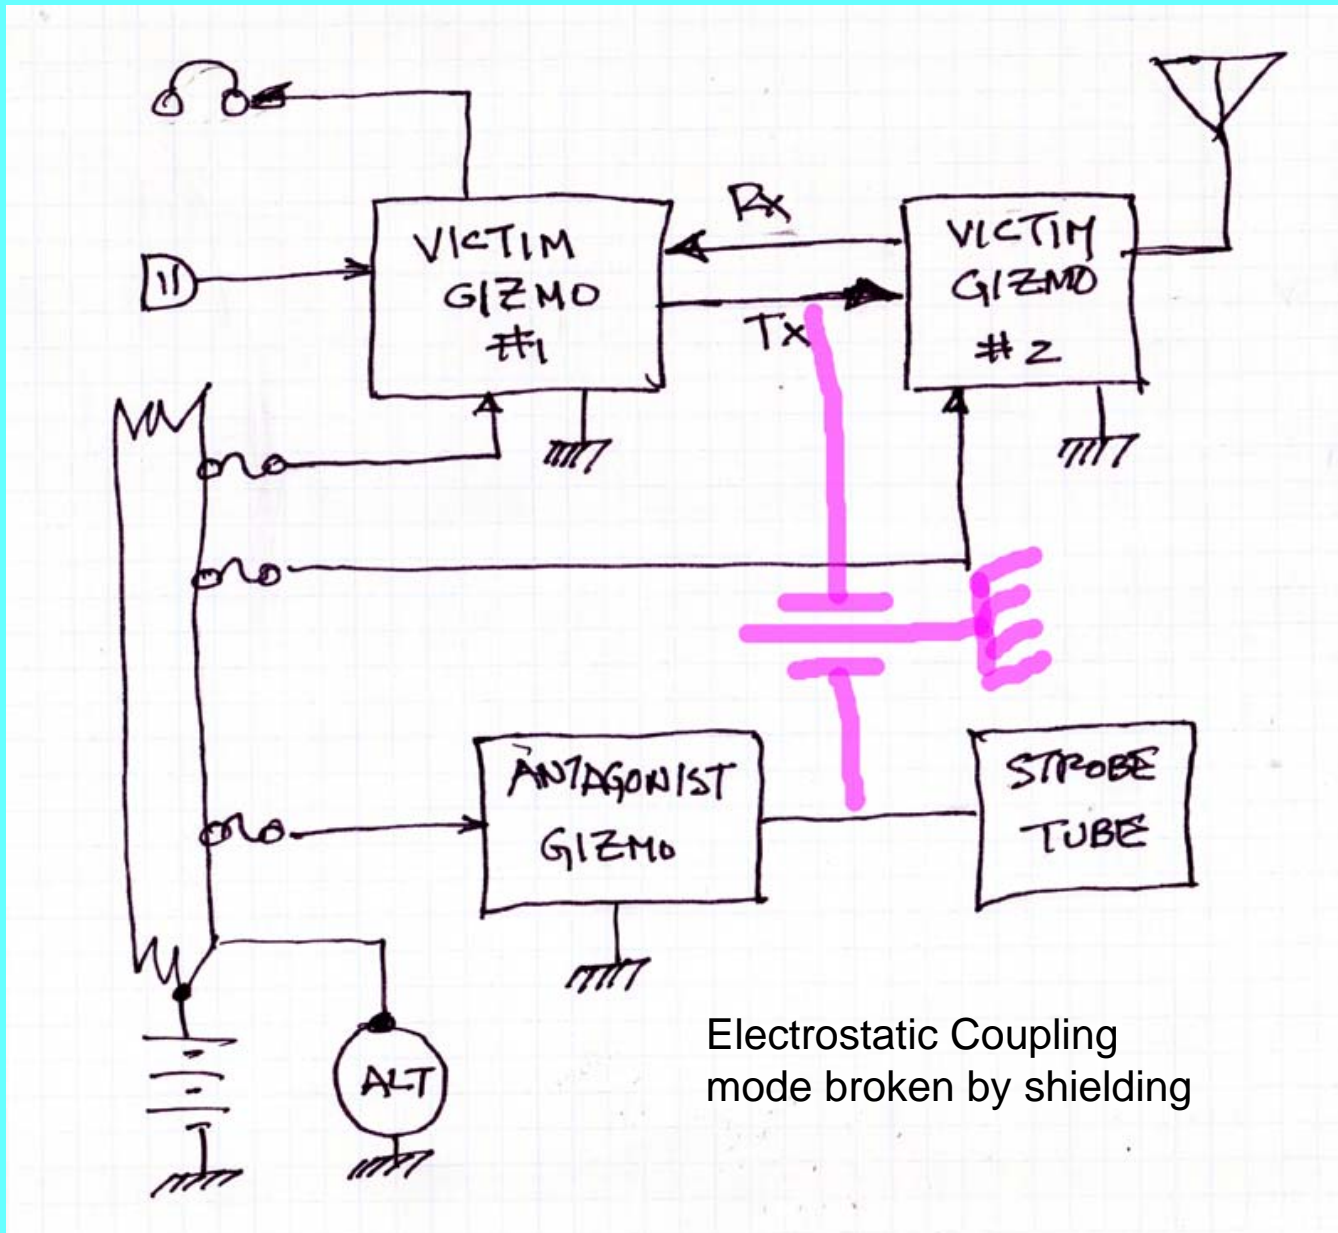 Rx
VICTIM
GIZMO
#1
VICTIM
GIZMO
#2
Tx
ANTAGONIST
GIZMO
STROBE
TUBE
ALT
Electrostatic Coupling
mode broken by shielding